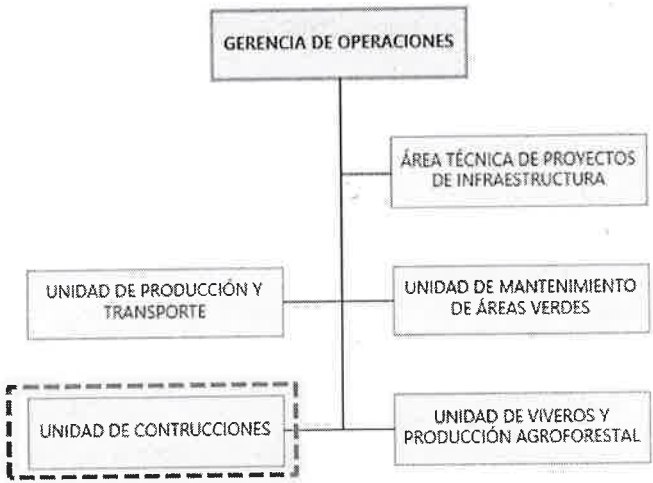 GERENCIA DE OPERACIONES
ÁREA TÉCNICA DE PROYECTOS
DE INFRAESTRUCTURA
UNIDAD DE PRODUCCIÓN Y
TRANSPORTE
UNIDAD DE MANTENIMIENTO
DE ÁREAS VERDES
UNIDAD DE CONTRUCCIONES
UNIDAD DE VIVEROS Y
PRODUCCIÓN AGROFORESTAL